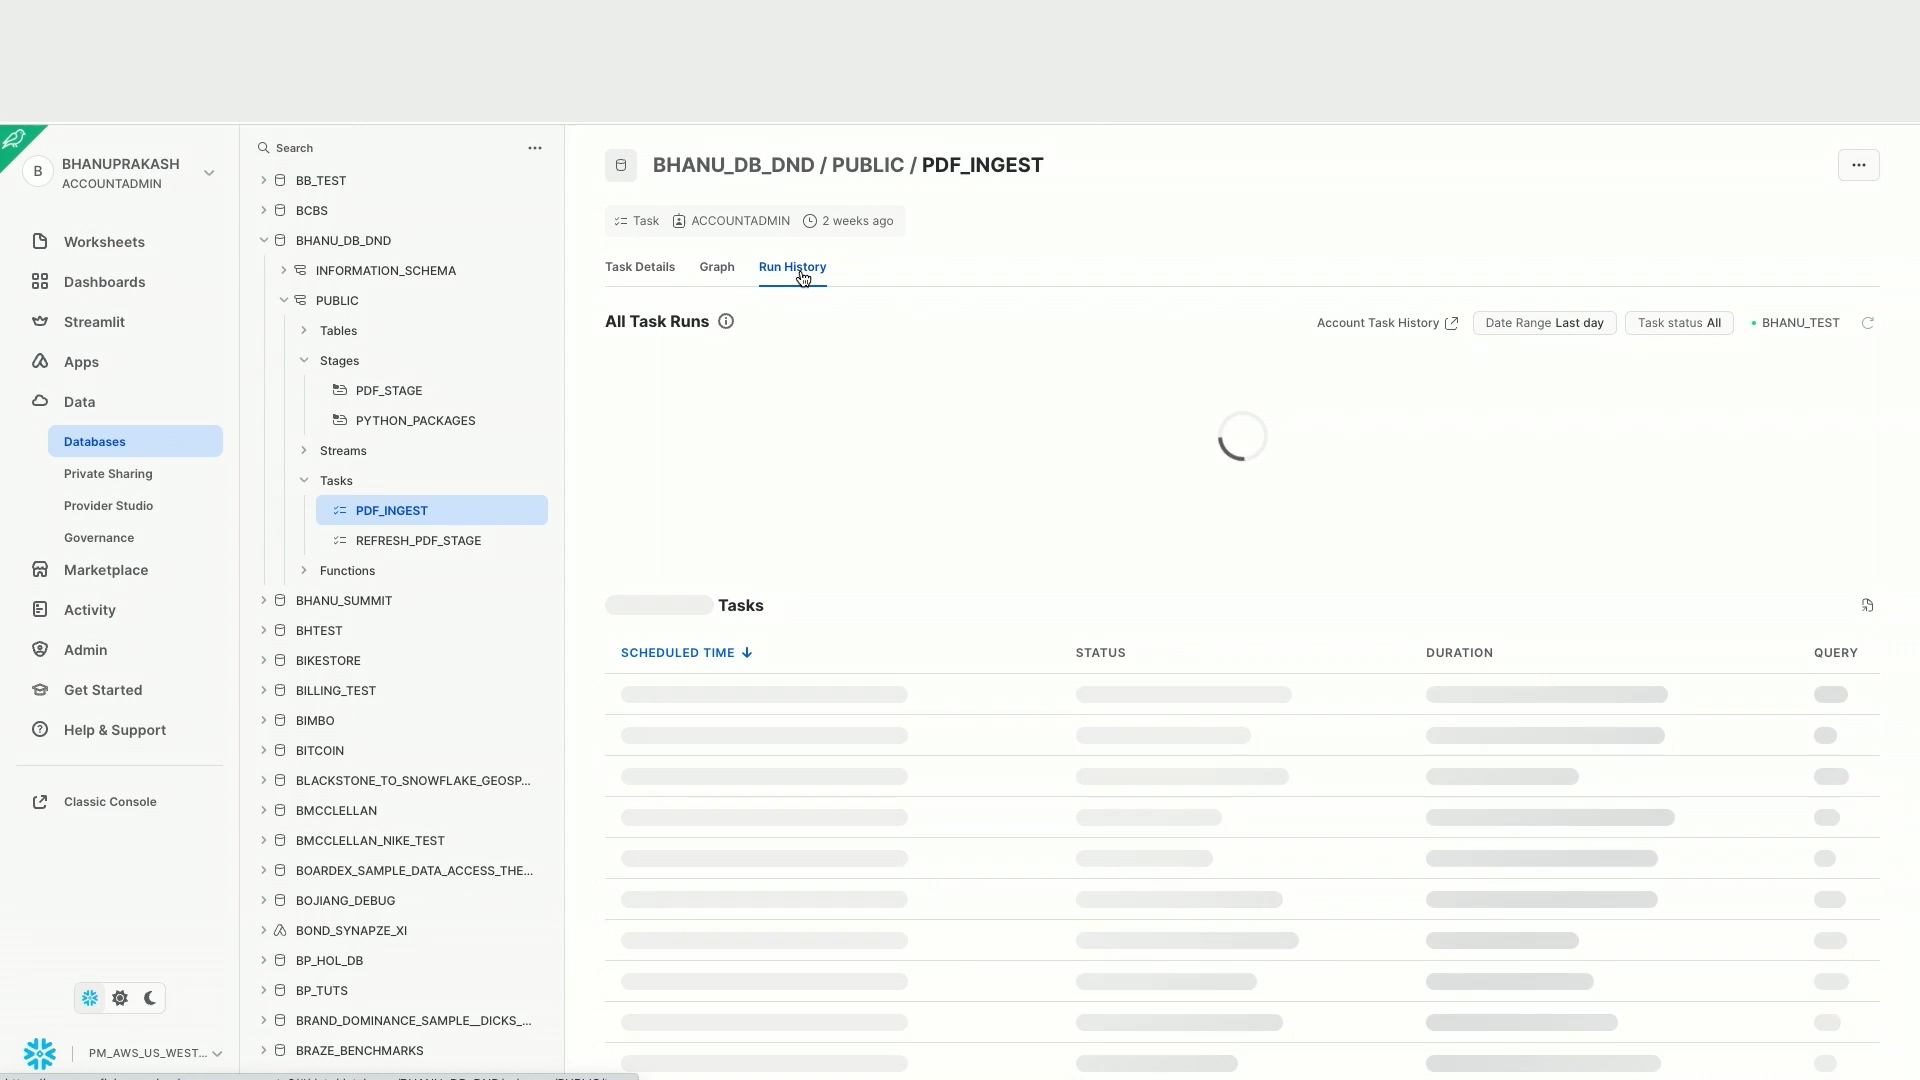 B
BHANUPRAKASH
ACCOUNTADMIN
Worksheets
Dashboards
Streamlit
Apps
Data
Databases
Private Sharing
Provider Studio
Governance
Marketplace
Activity
Admin
Get Started
Help & Support
Classic Console
PM_AWS_US_WEST...
Search
BB_TEST
BCBS
BHANU_DB_DND
INFORMATION_SCHEMA
PUBLIC
Tables
Stages
PDF_STAGE
PYTHON_PACKAGES
Streams
Tasks
PDF_INGEST
REFRESH_PDF_STAGE
Functions
BHANU_SUMMIT
BHTEST
BIKESTORE
BILLING_TEST
BIMBO
BITCOIN
BLACKSTONE_TO_SNOWFLAKE_GEOSP...
BMCCLELLAN
BMCCLELLAN_NIKE_TEST
BOARDEX_SAMPLE_DATA_ACCESS_THE...
BOJIANG_DEBUG
BOND_SYNAPZE_XI
BP_HOL_DB
BP_TUTS
BRAND_DOMINANCE_SAMPLE__DICKS_...
BRAZE_BENCHMARKS
BHANU_DB_DND / PUBLIC / PDF_INGEST
Task ACCOUNTADMIN 2 weeks ago
Task Details Graph Run History
All Task Runs Account Task History Date Range Last day Task status All BHANU_TEST
Tasks
SCHEDULED TIME STATUS DURATION QUERY